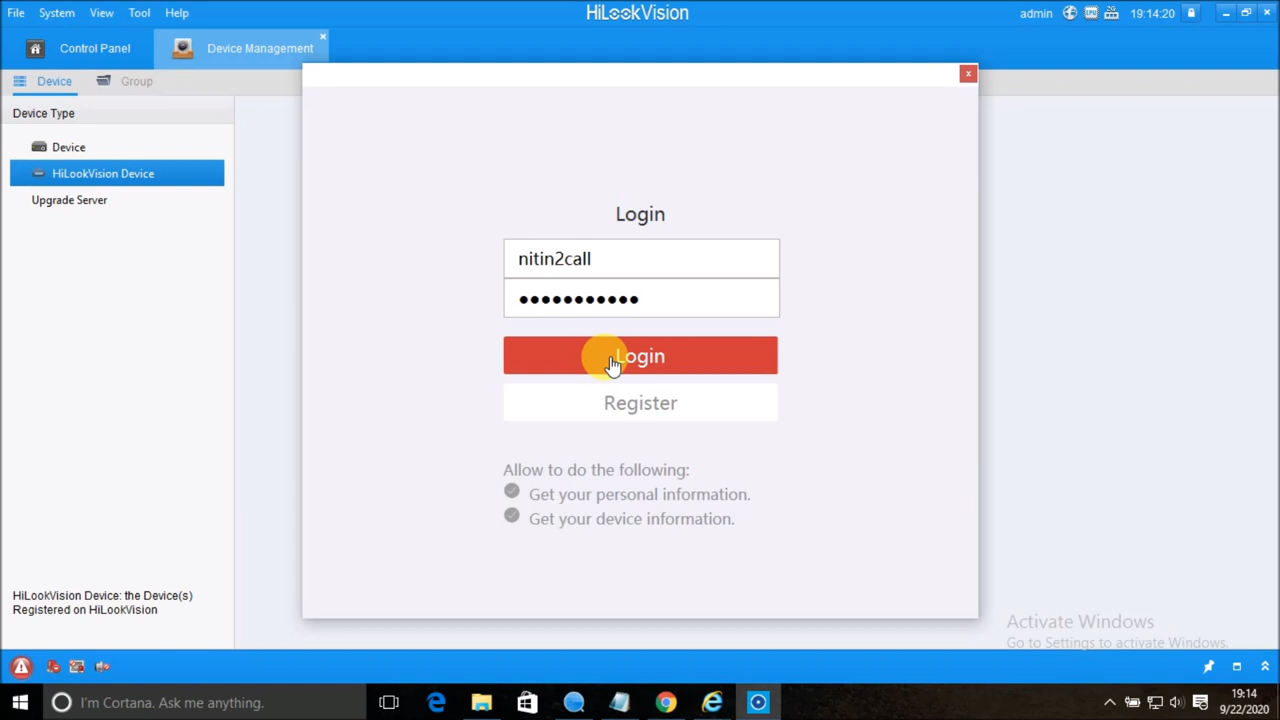 File System View Tool Help HiLookVision admin 19:14:20
Control Panel Device Management
Device Group
Device Type
Device
HiLookVision Device
Upgrade Server
Login
nitin2call
●●●●●●●●●●●
Login
Register
Allow to do the following:
Get your personal information.
Get your device information.
HiLookVision Device: the Device(s)
Registered on HiLookVision
Activate Windows
Go to Settings to activate Windows.
I'm Cortana. Ask me anything.
19:14
9/22/2020